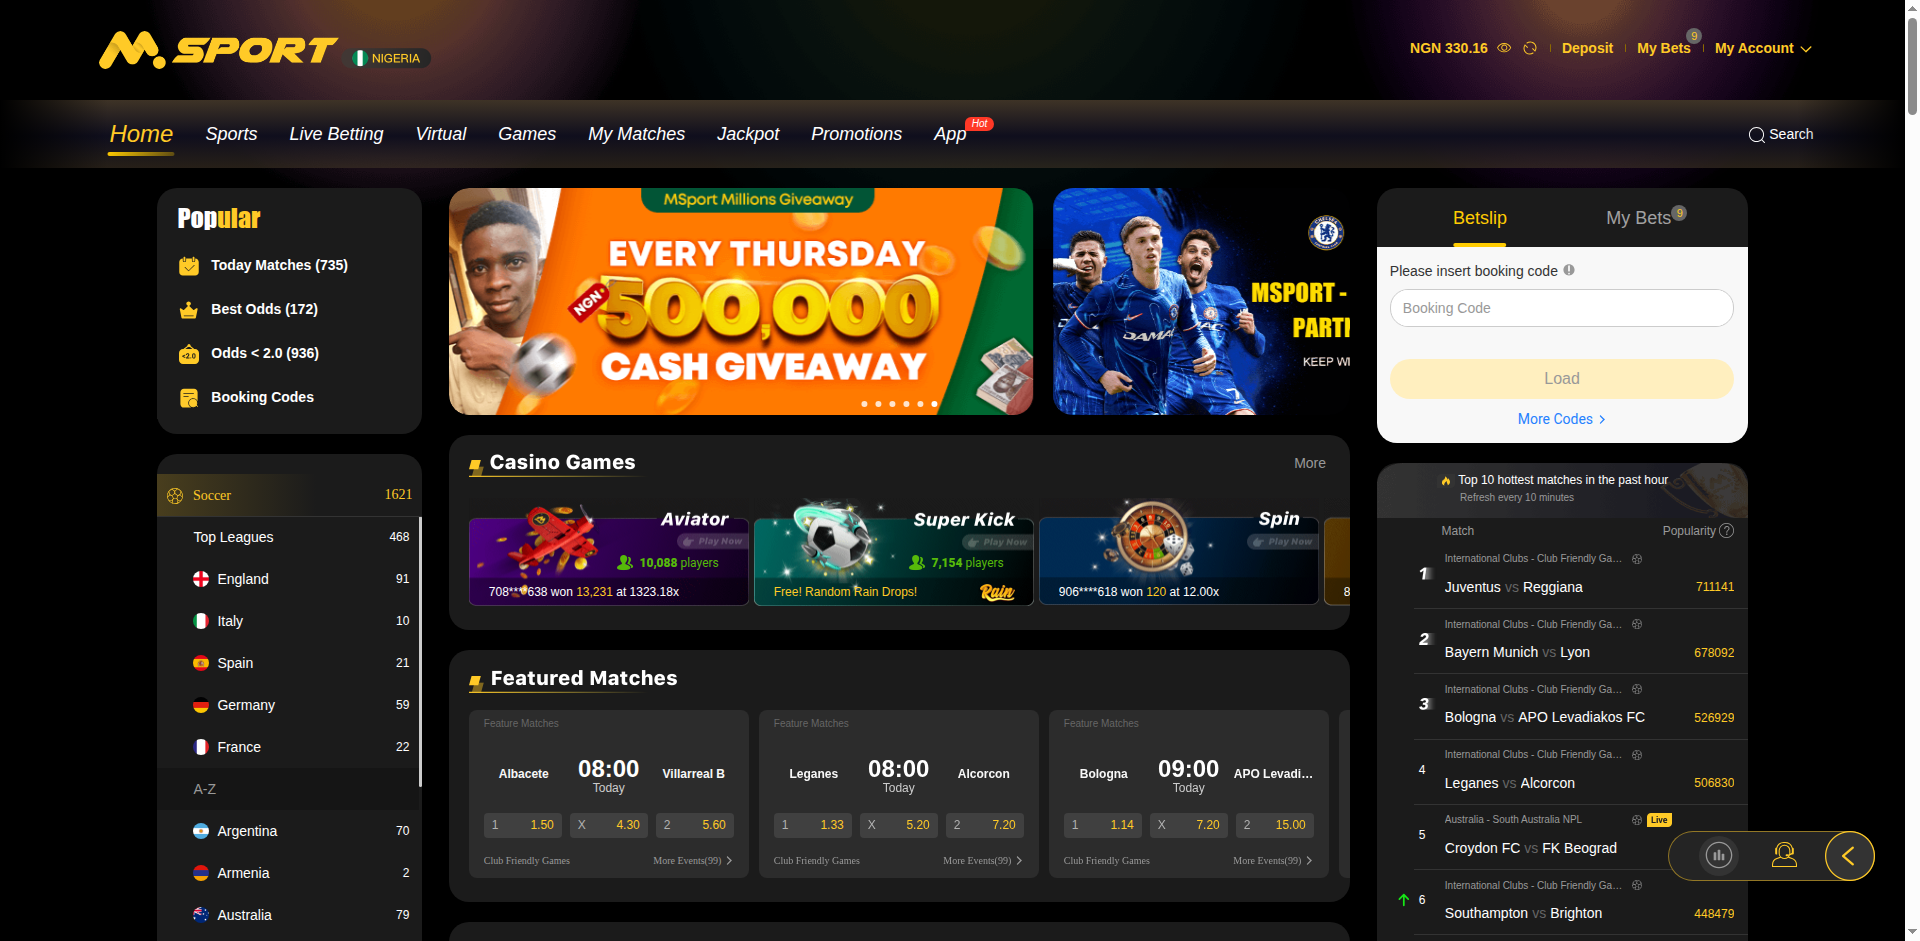 M.SPORT
NIGERIA
NGN 330.16
Deposit
My Bets
9
My Account
Home
Sports
Live Betting
Virtual
Games
My Matches
Jackpot
Promotions
App
Hot
Search
Popular
Today Matches (735)
Best Odds (172)
<2.0
Odds < 2.0 (936)
Booking Codes
Soccer 1621
Top Leagues 468
England 91
Italy 10
Spain 21
Germany 59
France 22
A-Z
Argentina 70
Armenia 2
Australia 79
MSport Millions Giveaway
EVERY THURSDAY
NGN
500,000
CASH GIVEAWAY
CHELSEA
MSPORT -
PARTI
KEEP WI
Casino Games
More
Aviator
Play Now
10,088 players
708****638 won 13,231 at 1323.18x
Super Kick
Play Now
7,154 players
Free! Random Rain Drops!
Rain
Spin
Play Now
906****618 won 120 at 12.00x
8
Featured Matches
Feature Matches
Albacete
08:00
Today
Villarreal B
1 1.50
X 4.30
2 5.60
Club Friendly Games
More Events(99)
Feature Matches
Leganes
08:00
Today
Alcorcon
1 1.33
X 5.20
2 7.20
Club Friendly Games
More Events(99)
Feature Matches
Bologna
09:00
Today
APO Levadi...
1 1.14
X 7.20
2 15.00
Club Friendly Games
More Events(99)
Betslip
My Bets
9
Please insert booking code
Booking Code
Load
More Codes
Top 10 hottest matches in the past hour
Refresh every 10 minutes
Match
Popularity ?
1
International Clubs - Club Friendly Ga...
Juventus vs Reggiana
711141
2
International Clubs - Club Friendly Ga...
Bayern Munich vs Lyon
678092
3
International Clubs - Club Friendly Ga...
Bologna vs APO Levadiakos FC
526929
4
International Clubs - Club Friendly Ga...
Leganes vs Alcorcon
506830
5
Australia - South Australia NPL
Live
Croydon FC vs FK Beograd
6
International Clubs - Club Friendly Ga...
Southampton vs Brighton
448479